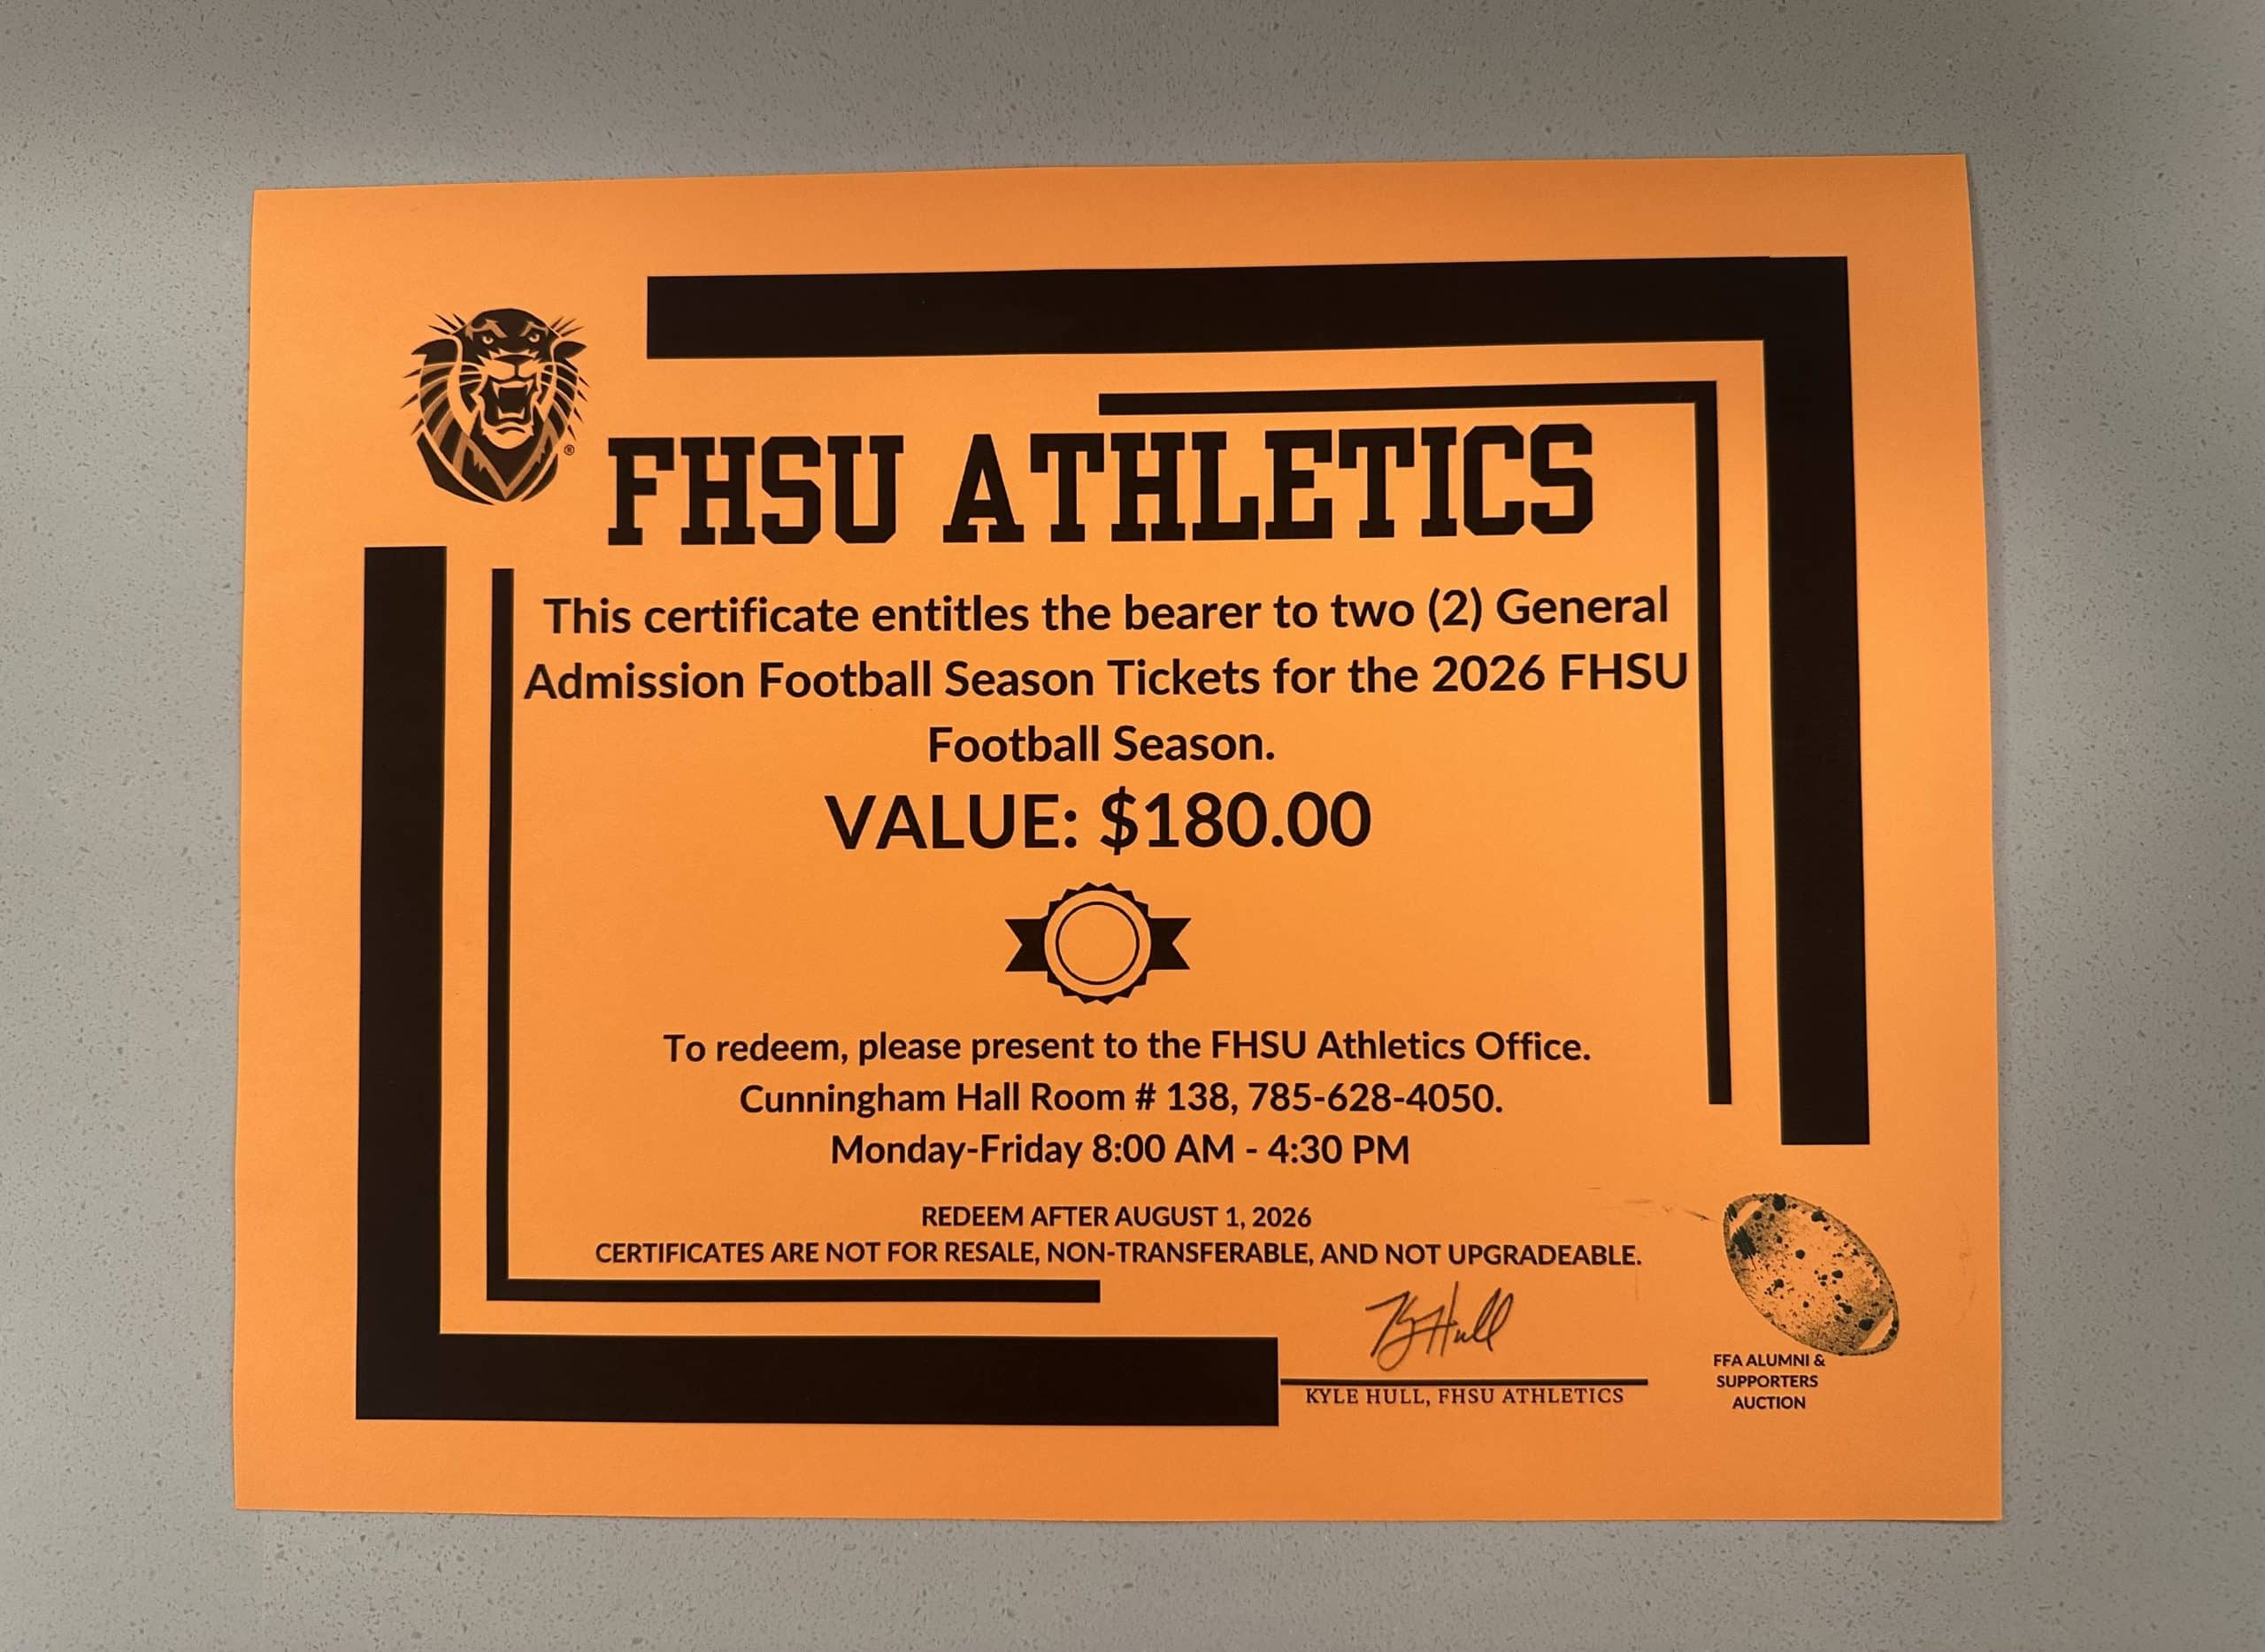 FHSU ATHLETICS
This certificate entitles the bearer to two (2) General
Admission Football Season Tickets for the 2026 FHSU
Football Season.
VALUE: $180.00
To redeem, please present to the FHSU Athletics Office.
Cunningham Hall Room # 138, 785-628-4050.
Monday-Friday 8:00 AM - 4:30 PM
REDEEM AFTER AUGUST 1, 2026
CERTIFICATES ARE NOT FOR RESALE, NON-TRANSFERABLE, AND NOT UPGRADEABLE.
Ky Hull
KYLE HULL, FHSU ATHLETICS
FFA ALUMNI &
SUPPORTERS
AUCTION